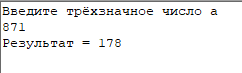 Введите трёхзначное число a
871
Результат = 178